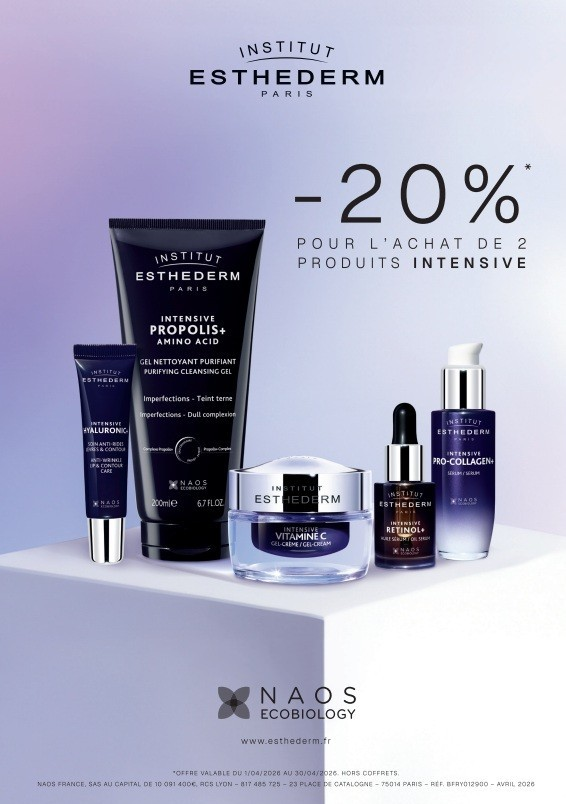 INSTITUT
ESTHEDERM
PARIS
-20%*
POUR L'ACHAT DE 2
PRODUITS INTENSIVE
INSTITUT
ESTHEDERM
PARIS
INTENSIVE
PROPOLIS+
AMINO ACID
GEL NETTOYANT PURIFIANT
PURIFYING CLEANSING GEL
Imperfections - Teint terne
Imperfections - Dull complexion
Complexe Propolis+
Propolis+ Complex
NAOS
ECOBIOLOGY
200ml e 6.7 FL.OZ.
INSTITUT
ESTHEDERM
PARIS
INTENSIVE
HYALURONIC+
SOIN ANTI-RIDES
LÈVRES & CONTOUR
ANTI-WRINKLE
LIP & CONTOUR
CARE
NAOS
INSTITUT
ESTHEDERM
INTENSIVE
VITAMINE C
GEL-CRÈME / GEL-CREAM
INSTITUT
ESTHEDERM
PARIS
INTENSIVE
RETINOL+
HUILE SÉRUM / OIL SERUM
NAOS
INSTITUT
ESTHEDERM
PARIS
INTENSIVE
PRO-COLLAGEN+
SÉRUM / SERUM
NAOS
NAOS
ECOBIOLOGY
www.esthederm.fr
*OFFRE VALABLE DU 1/04/2026 AU 30/04/2026. HORS COFFRETS.
NAOS FRANCE, SAS AU CAPITAL DE 10 091 400€, RCS LYON – 817 485 725 – 23 PLACE DE CATALOGNE – 75014 PARIS – RÉF. BFRY012900 – AVRIL 2026